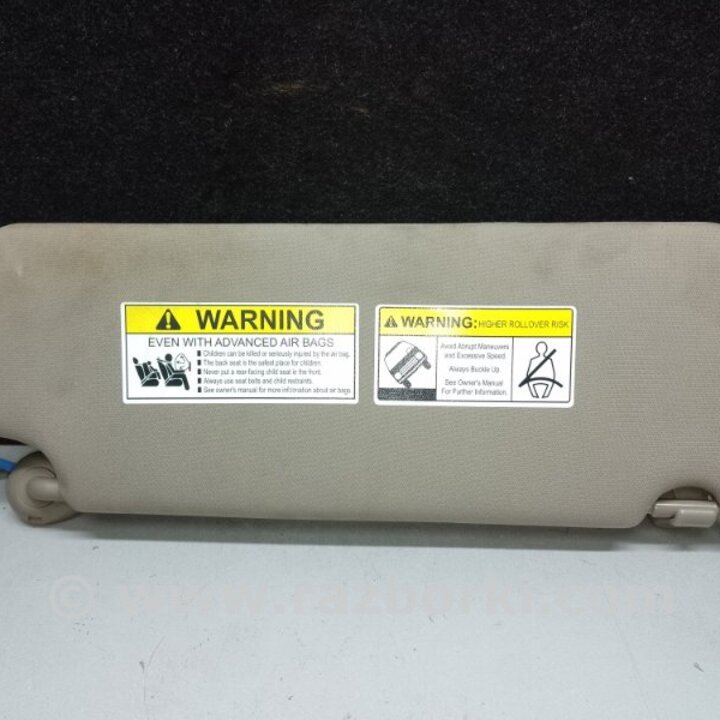 WARNING
EVEN WITH ADVANCED AIR BAGS
Children can be killed or seriously injured by the air bag.
The back seat is the safest place for children.
Never put a rear-facing child seat in the front.
Always use seat belts and child restraints.
See owner's manual for more information about air bags.
WARNING: HIGHER ROLLOVER RISK
Avoid Abrupt Maneuvers
and Excessive Speed.
Always Buckle Up.
See Owner's Manual
For Further Information.
© www.razborki.com